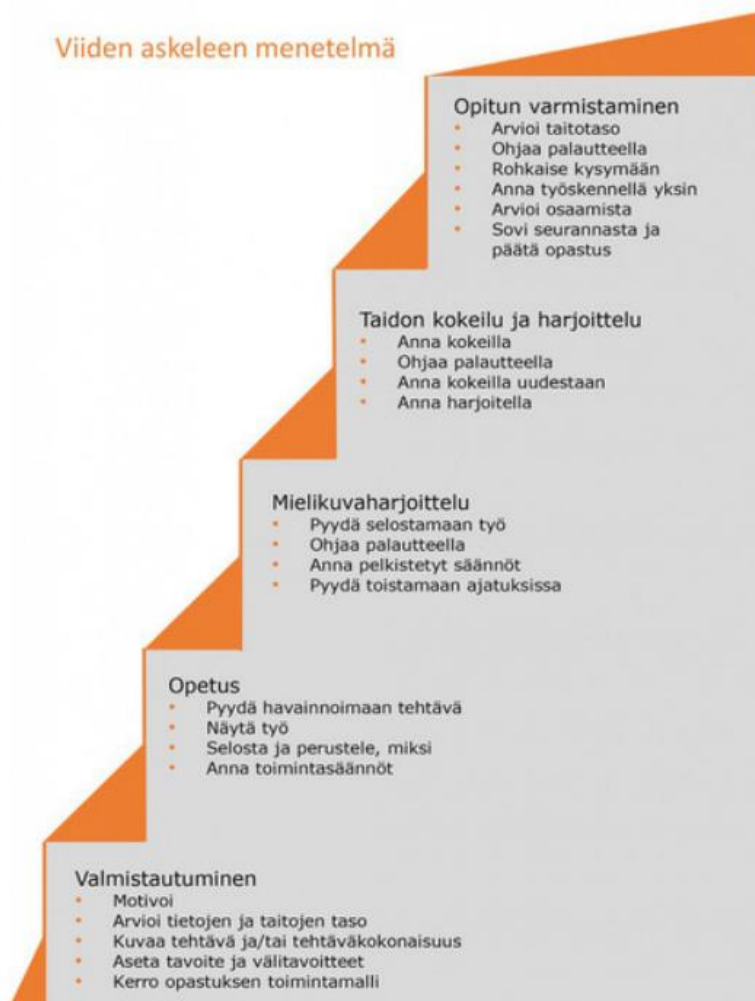 Viiden askeleen menetelmä
Opitun varmistaminen
• Arvioi taitotaso
• Ohjaa palautteella
• Rohkaise kysymään
• Anna työskennellä yksin
• Arvioi osaamista
• Sovi seurannasta ja
päätä opastus
Taidon kokeilu ja harjoittelu
• Anna kokeilla
• Ohjaa palautteella
• Anna kokeilla uudestaan
• Anna harjoitella
Mielikuvaharjoittelu
• Pyydä selostamaan työ
• Ohjaa palautteella
• Anna pelkistetyt säännöt
• Pyydä toistamaan ajatuksissa
Opetus
• Pyydä havainnoimaan tehtävä
• Näytä työ
• Selosta ja perustele, miksi
• Anna toimintasäännöt
Valmistautuminen
• Motivoi
• Arvioi tietojen ja taitojen taso
• Kuvaa tehtävä ja/tai tehtäväkokonaisuus
• Aseta tavoite ja välitavoitteet
• Kerro opastuksen toimintamalli